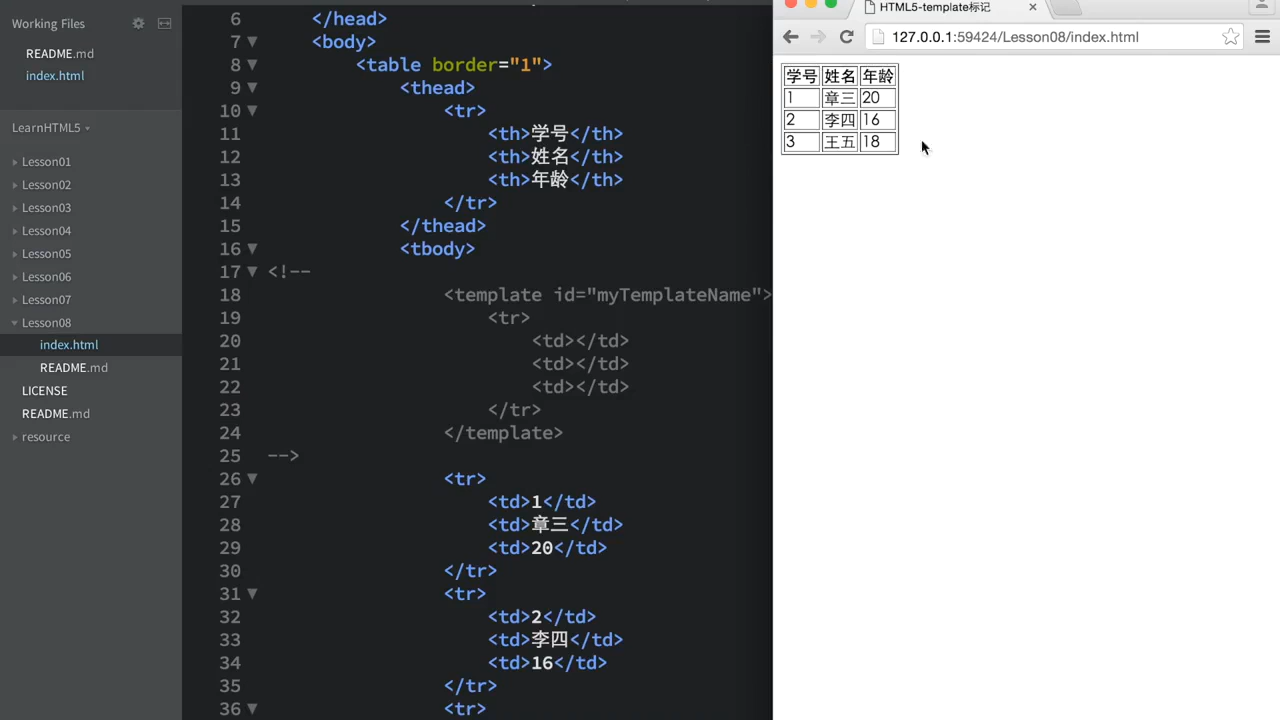 Working Files
README.md
index.html
LearnHTML5
Lesson01
Lesson02
Lesson03
Lesson04
Lesson05
Lesson06
Lesson07
Lesson08
index.html
README.md
LICENSE
README.md
resource
6 </head>
7 <body>
8 <table border="1">
9 <thead>
10 <tr>
11 <th>学号</th>
12 <th>姓名</th>
13 <th>年龄</th>
14 </tr>
15 </thead>
16 <tbody>
17 <!--
18 <template id="myTemplateName">
19 <tr>
20 <td></td>
21 <td></td>
22 <td></td>
23 </tr>
24 </template>
25 -->
26 <tr>
27 <td>1</td>
28 <td>章三</td>
29 <td>20</td>
30 </tr>
31 <tr>
32 <td>2</td>
33 <td>李四</td>
34 <td>16</td>
35 </tr>
36 <tr>
HTML5-template标记
127.0.0.1:59424/Lesson08/index.html
学号 姓名 年龄
1 章三 20
2 李四 16
3 王五 18